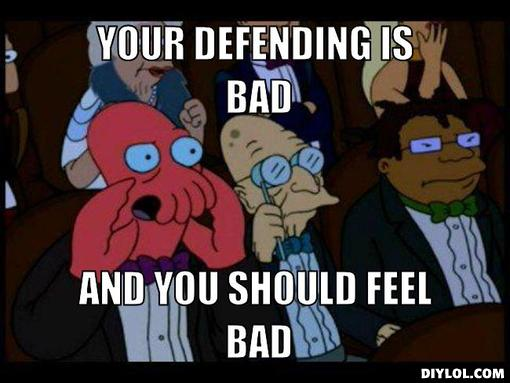 YOUR DEFENDING IS
BAD
AND YOU SHOULD FEEL
BAD
DIYLOL.COM